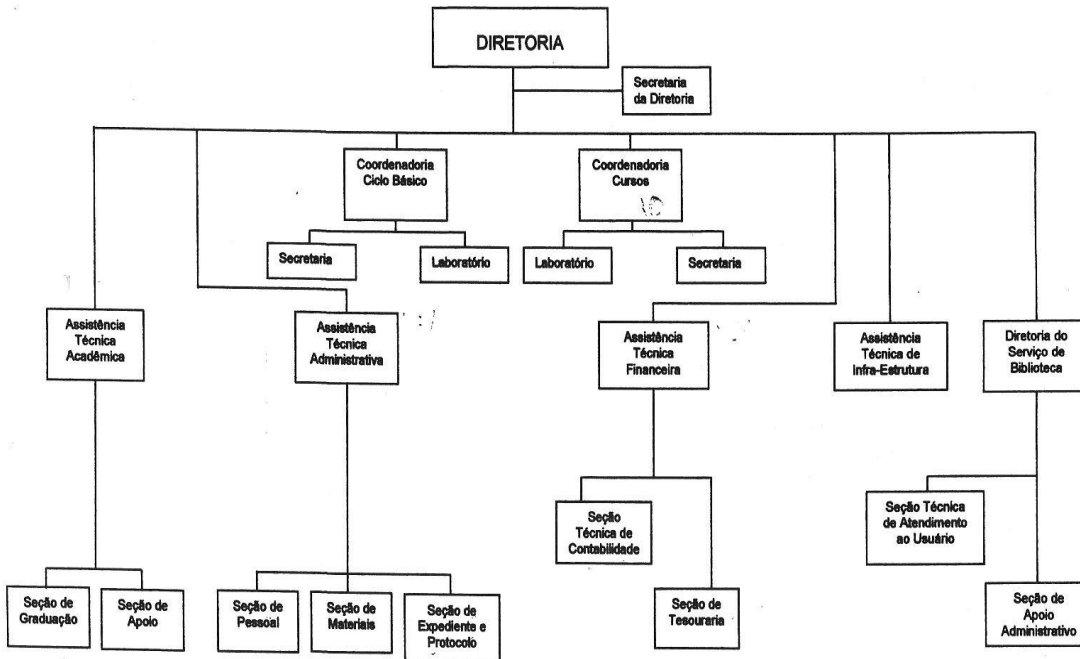 DIRETORIA
Secretaria
da Diretoria
Coordenadoria
Ciclo Básico
Coordenadoria
Cursos
Secretaria
Laboratório
Laboratório
Secretaria
Assistência
Técnica
Acadêmica
Assistência
Técnica
Administrativa
Assistência
Técnica
Financeira
Assistência
Técnica de
Infra-Estrutura
Diretoria do
Serviço de
Biblioteca
Seção
Técnica de
Contabilidade
Seção Técnica
de Atendimento
ao Usuário
Seção de
Graduação
Seção de
Apoio
Seção de
Pessoal
Seção de
Materiais
Seção de
Expediente e
Protocolo
Seção de
Tesouraria
Seção de
Apoio
Administrativo